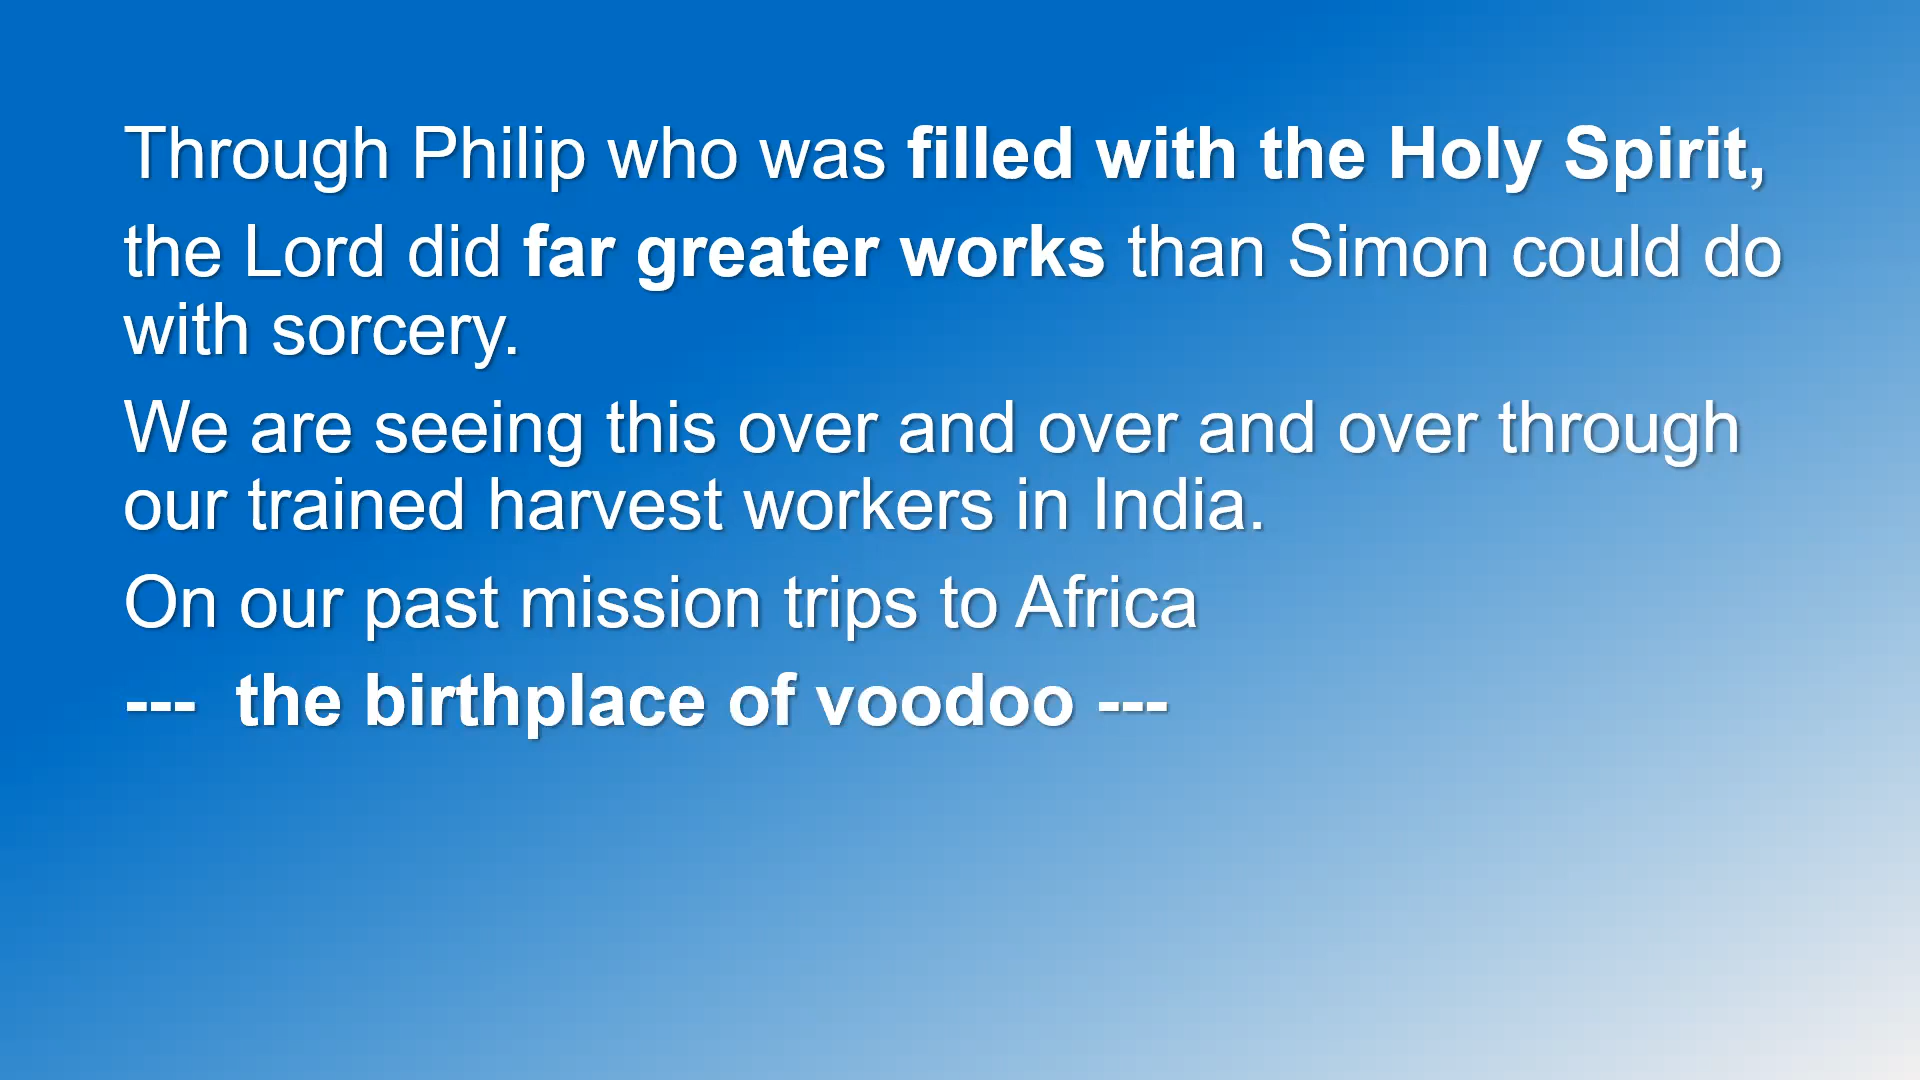 Through Philip who was filled with the Holy Spirit,
the Lord did far greater works than Simon could do
with sorcery.
We are seeing this over and over and over through
our trained harvest workers in India.
On our past mission trips to Africa
---  the birthplace of voodoo ---